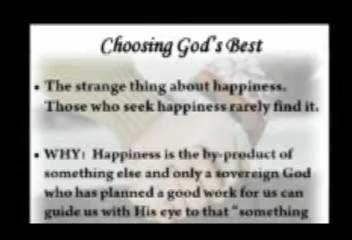 Choosing God's Best
• The strange thing about happiness.
Those who seek happiness rarely find it.
• WHY: Happiness is the by-product of
something else and only a sovereign God
who has planned a good work for us can
guide us with His eye to that "something